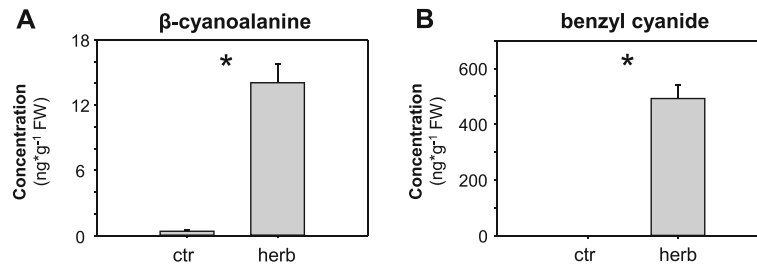 A
β-cyanoalanine
Concentration
(ng*g-1 FW)
18
12
6
0
*
ctr
herb
B
benzyl cyanide
Concentration
(ng*g-1 FW)
600
400
200
0
*
ctr
herb